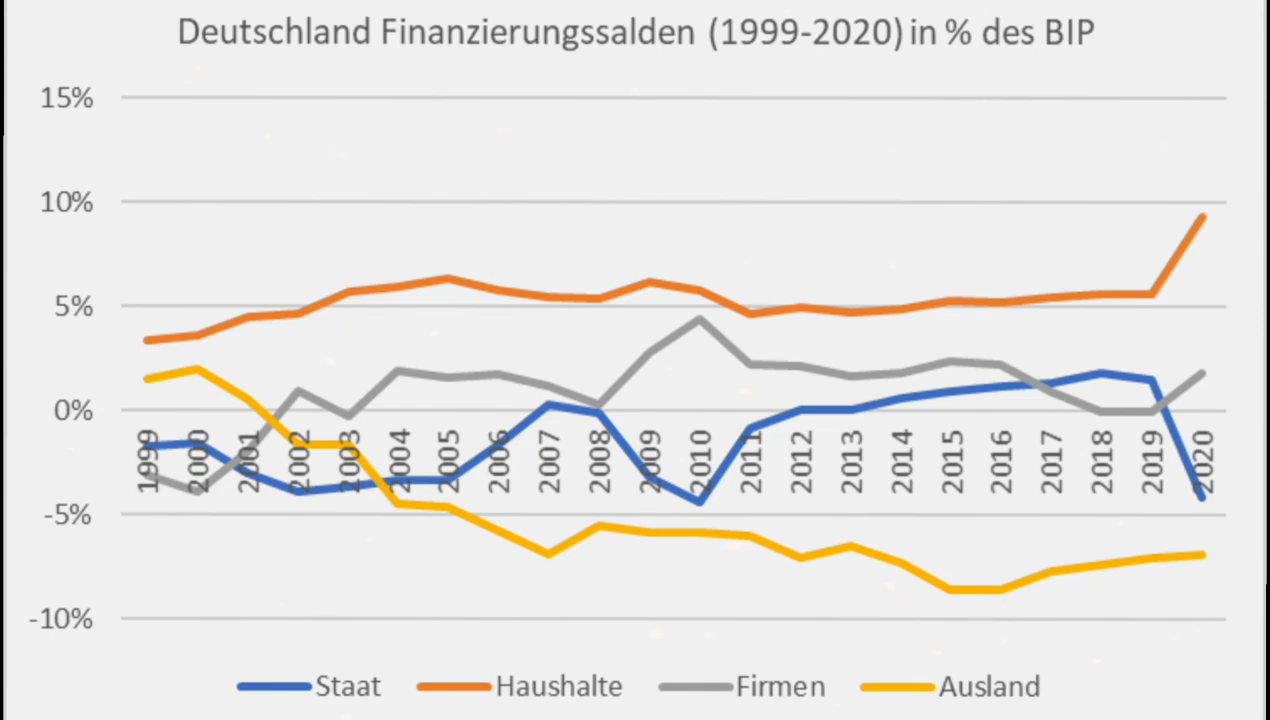 Deutschland Finanzierungssalden (1999-2020) in % des BIP
15%
10%
5%
0%
1999 2000 2001 2002 2003 2004 2005 2006 2007 2008 2009 2010 2011 2012 2013 2014 2015 2016 2017 2018 2019 2020
-5%
-10%
Staat Haushalte Firmen Ausland